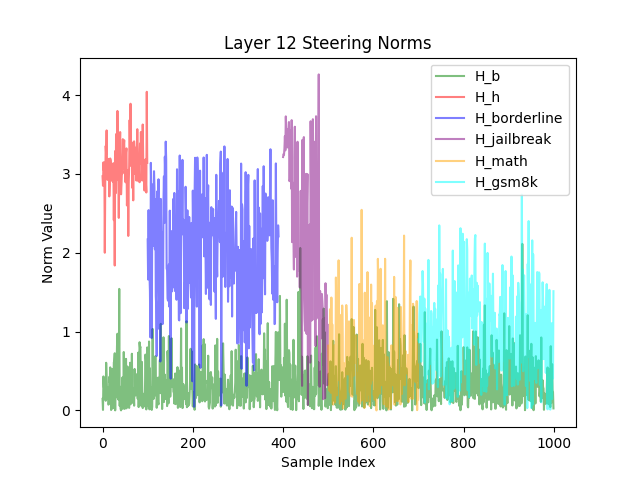 Layer 12 Steering Norms
H_b
H_h
H_borderline
H_jailbreak
H_math
H_gsm8k
Norm Value
4
3
2
1
0
0 200 400 600 800 1000
Sample Index